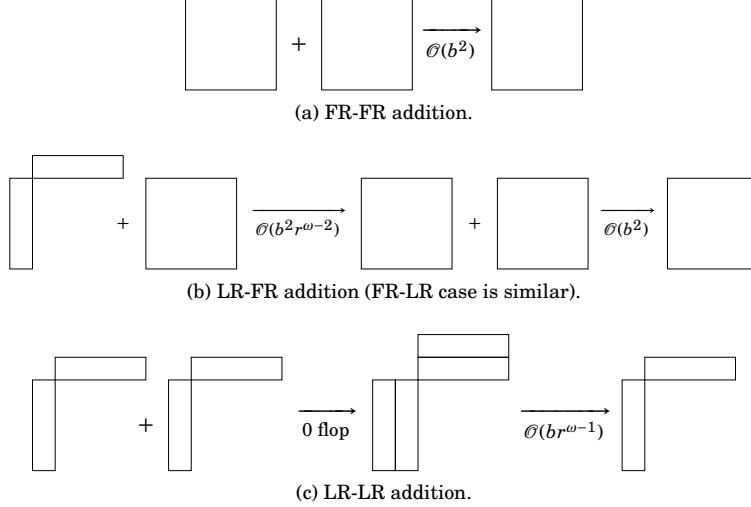 +
𝒪(b²)
(a) FR-FR addition.
+ 𝒪(b²r^{ω−2}) + 𝒪(b²)
(b) LR-FR addition (FR-LR case is similar).
+ 0 flop 𝒪(br^{ω−1})
(c) LR-LR addition.